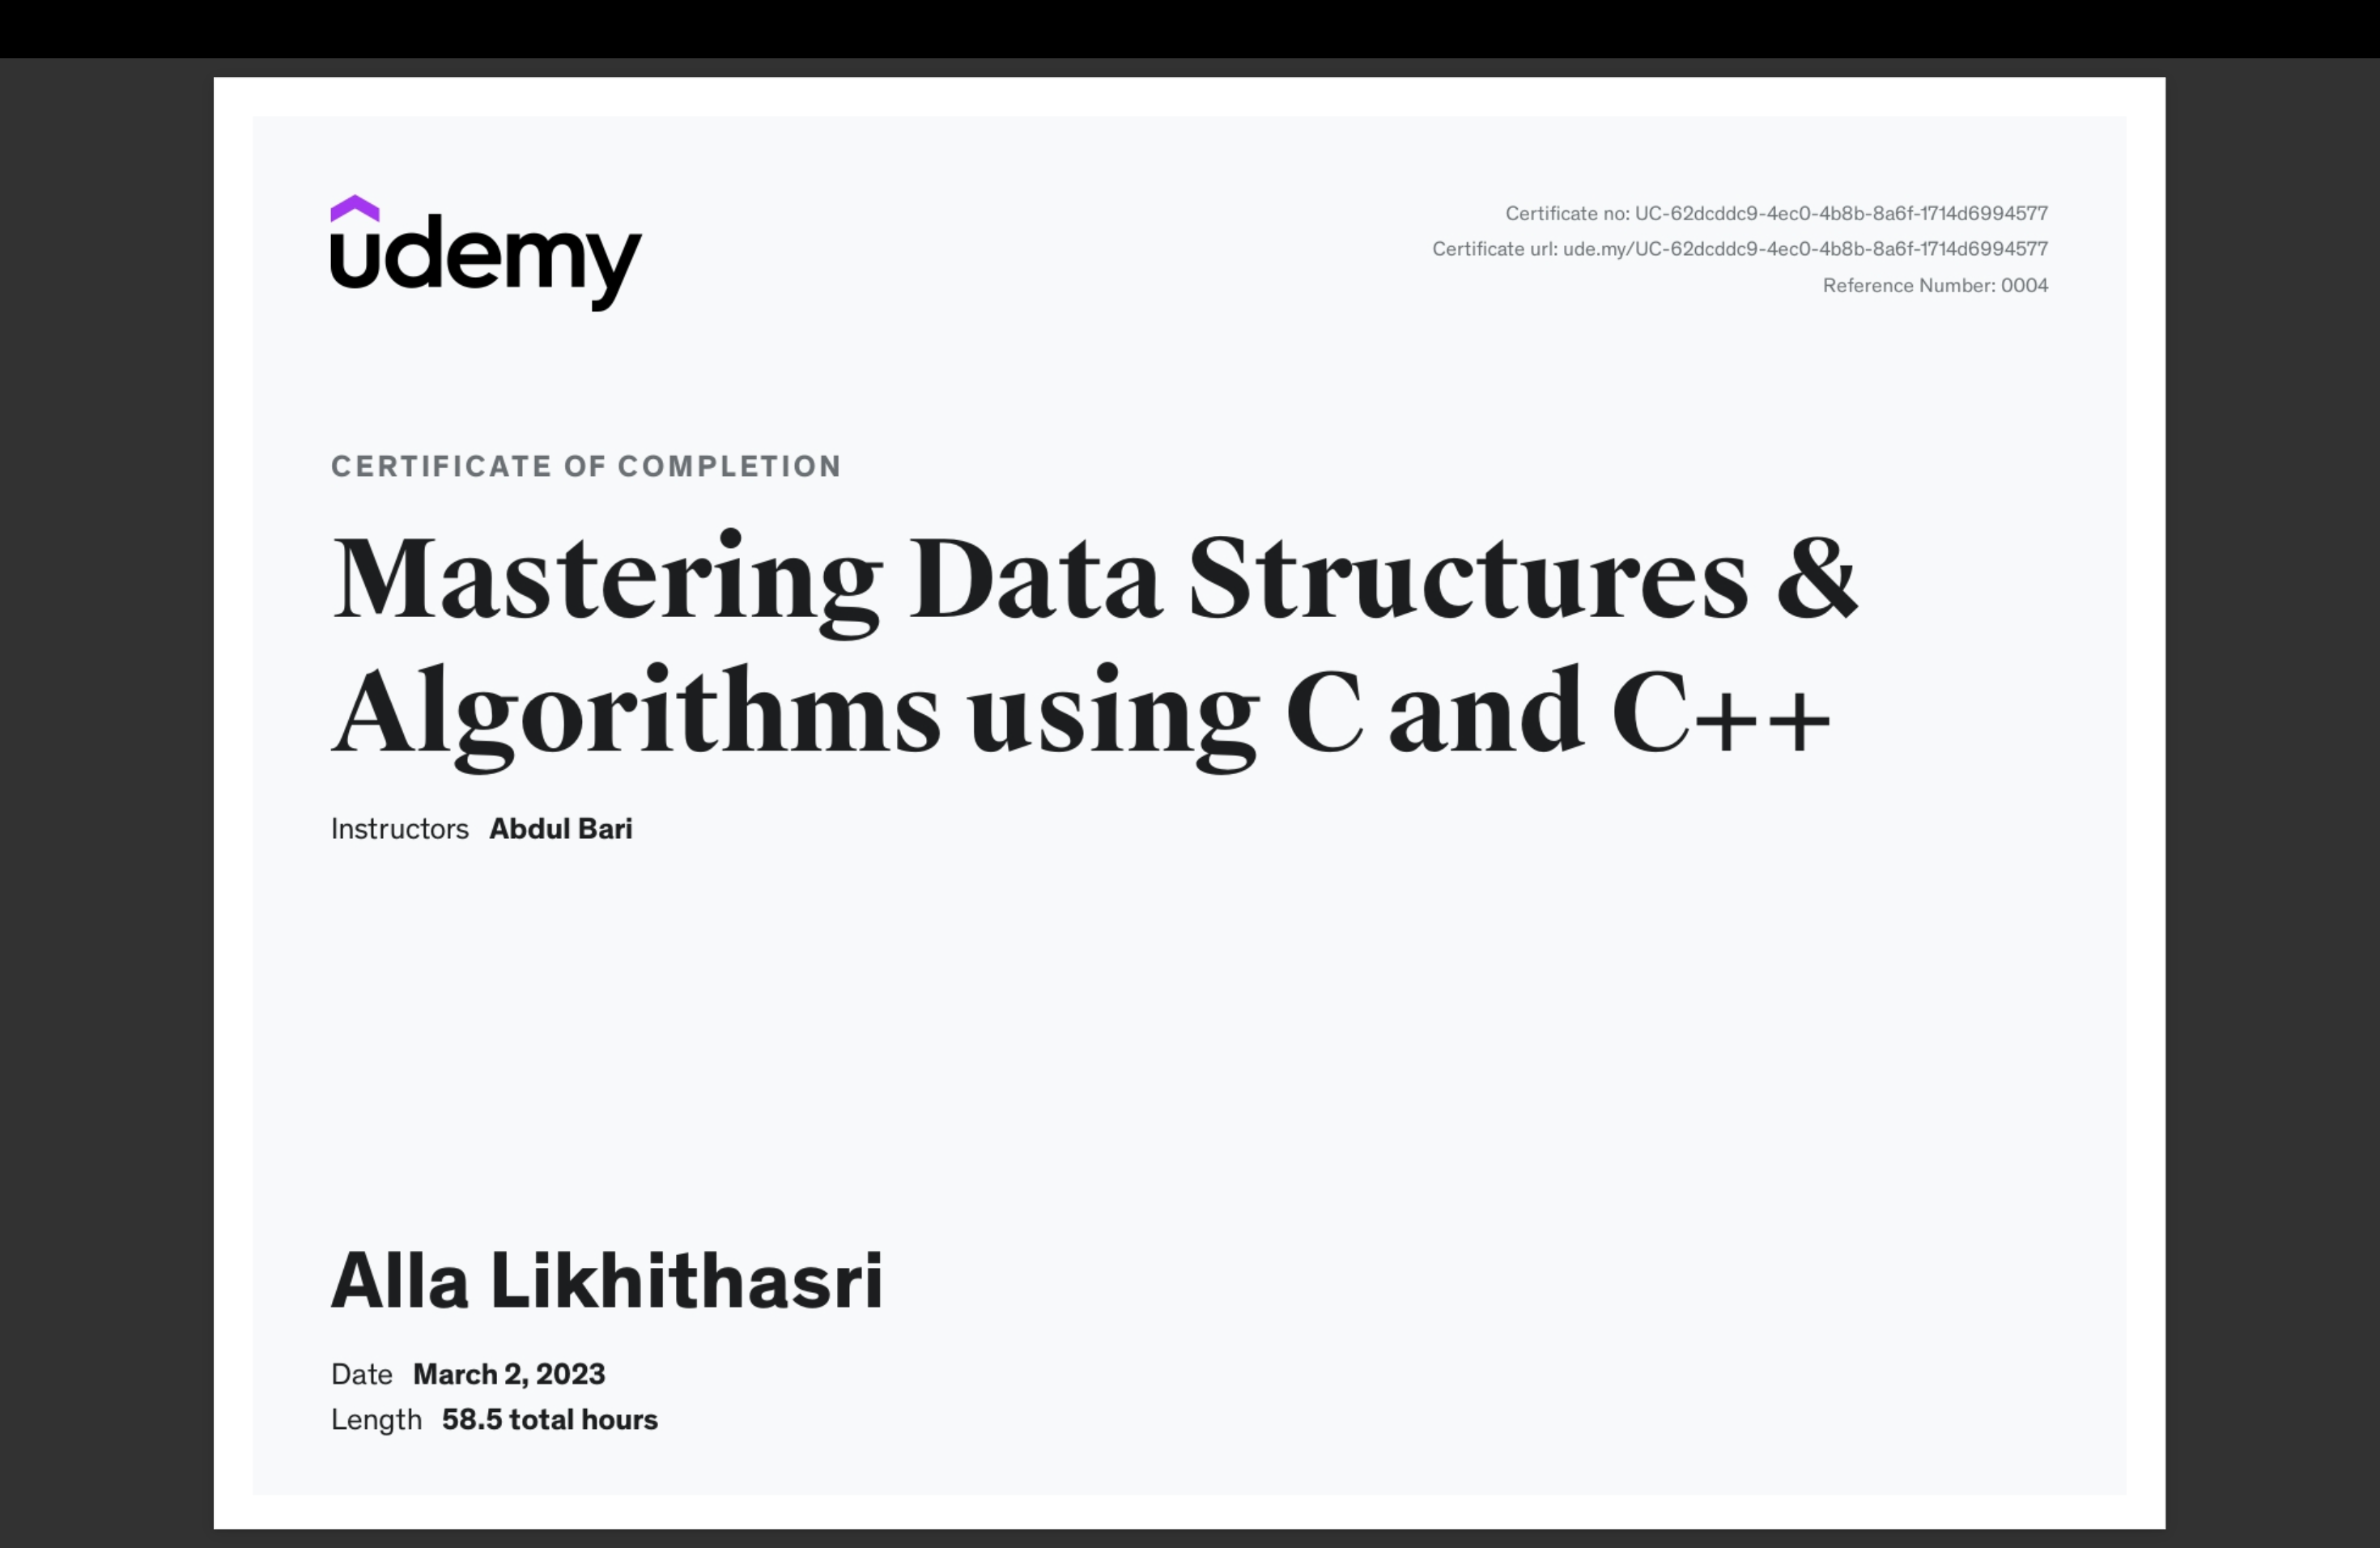 udemy
Certificate no: UC-62dcddc9-4ec0-4b8b-8a6f-1714d6994577
Certificate url: ude.my/UC-62dcddc9-4ec0-4b8b-8a6f-1714d6994577
Reference Number: 0004
CERTIFICATE OF COMPLETION
Mastering Data Structures &
Algorithms using C and C++
Instructors Abdul Bari
Alla Likhithasri
Date March 2, 2023
Length 58.5 total hours